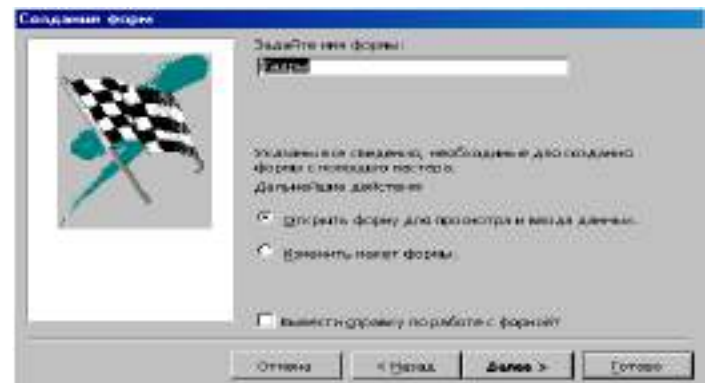 Создание форм
Задайте имя формы:
Указаны все сведения, необходимые для создания
формы с помощью мастера.
Дальнейшие действия
Открыть форму для просмотра и ввода данных.
Изменить макет формы.
Вывести справку по работе с формой?
Отмена
< Назад
Далее >
Готово